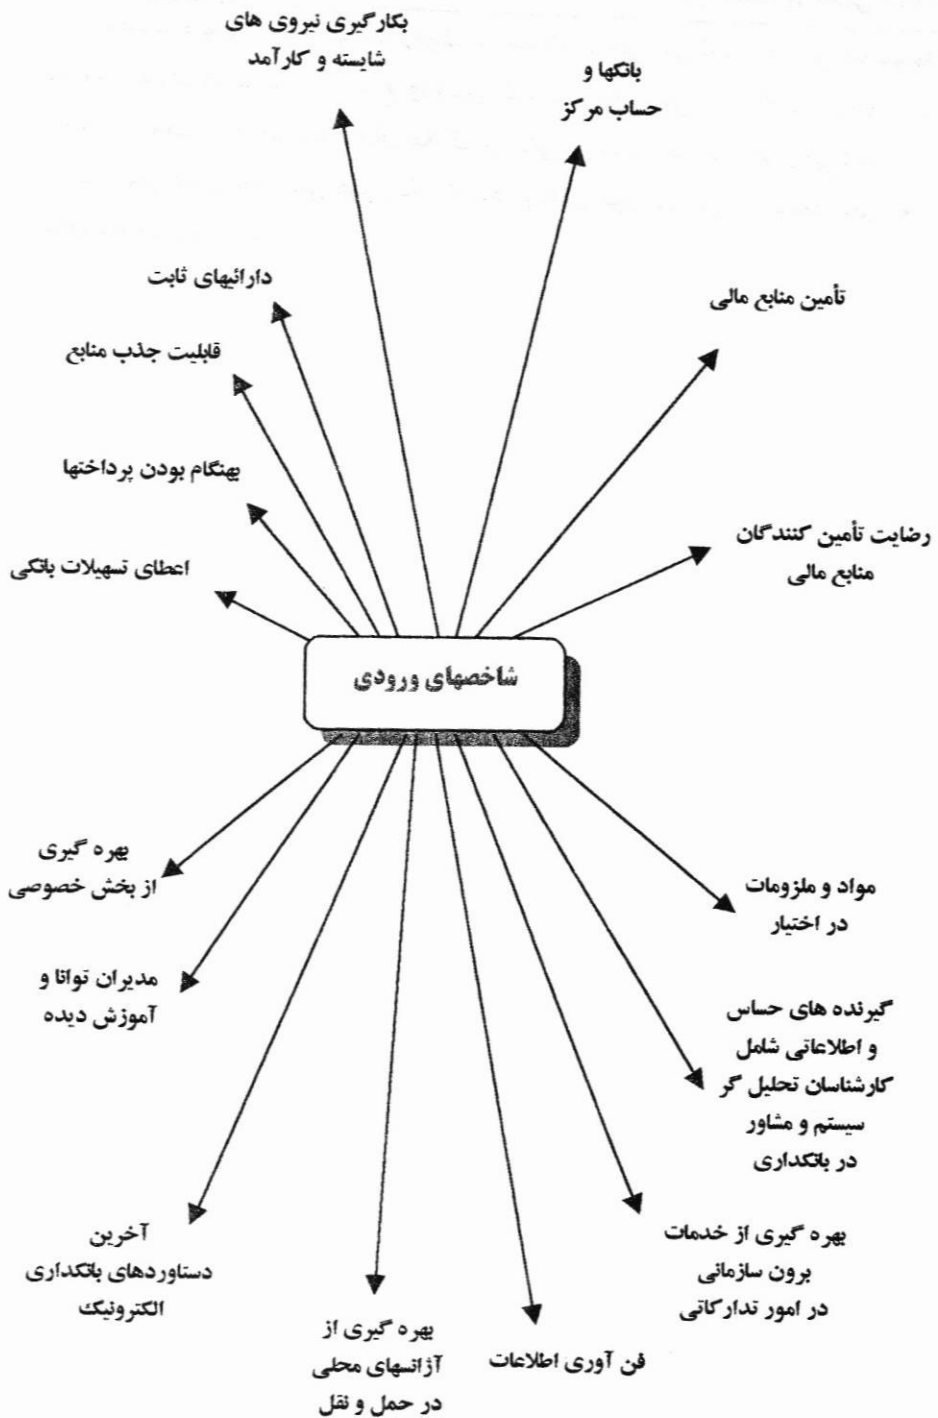 بکارگیری نیروی های
شایسته و کارآمد
بانکها و
حساب مرکز
دارائیهای ثابت
تأمین منابع مالی
قابلیت جذب منابع
بهنگام بودن پرداختها
رضایت تأمین کنندگان
منابع مالی
اعطای تسهیلات بانکی
شاخصهای ورودی
بهره گیری
از بخش خصوصی
مواد و ملزومات
در اختیار
مدیران توانا و
آموزش دیده
گیرنده های حساس
و اطلاعاتی شامل
کارشناسان تحلیل گر
سیستم و مشاور
در بانکداری
آخرین
دستاوردهای بانکداری
الکترونیک
بهره گیری از خدمات
برون سازمانی
در امور تدارکاتی
بهره گیری از
آژانسهای محلی
در حمل و نقل
فن آوری اطلاعات